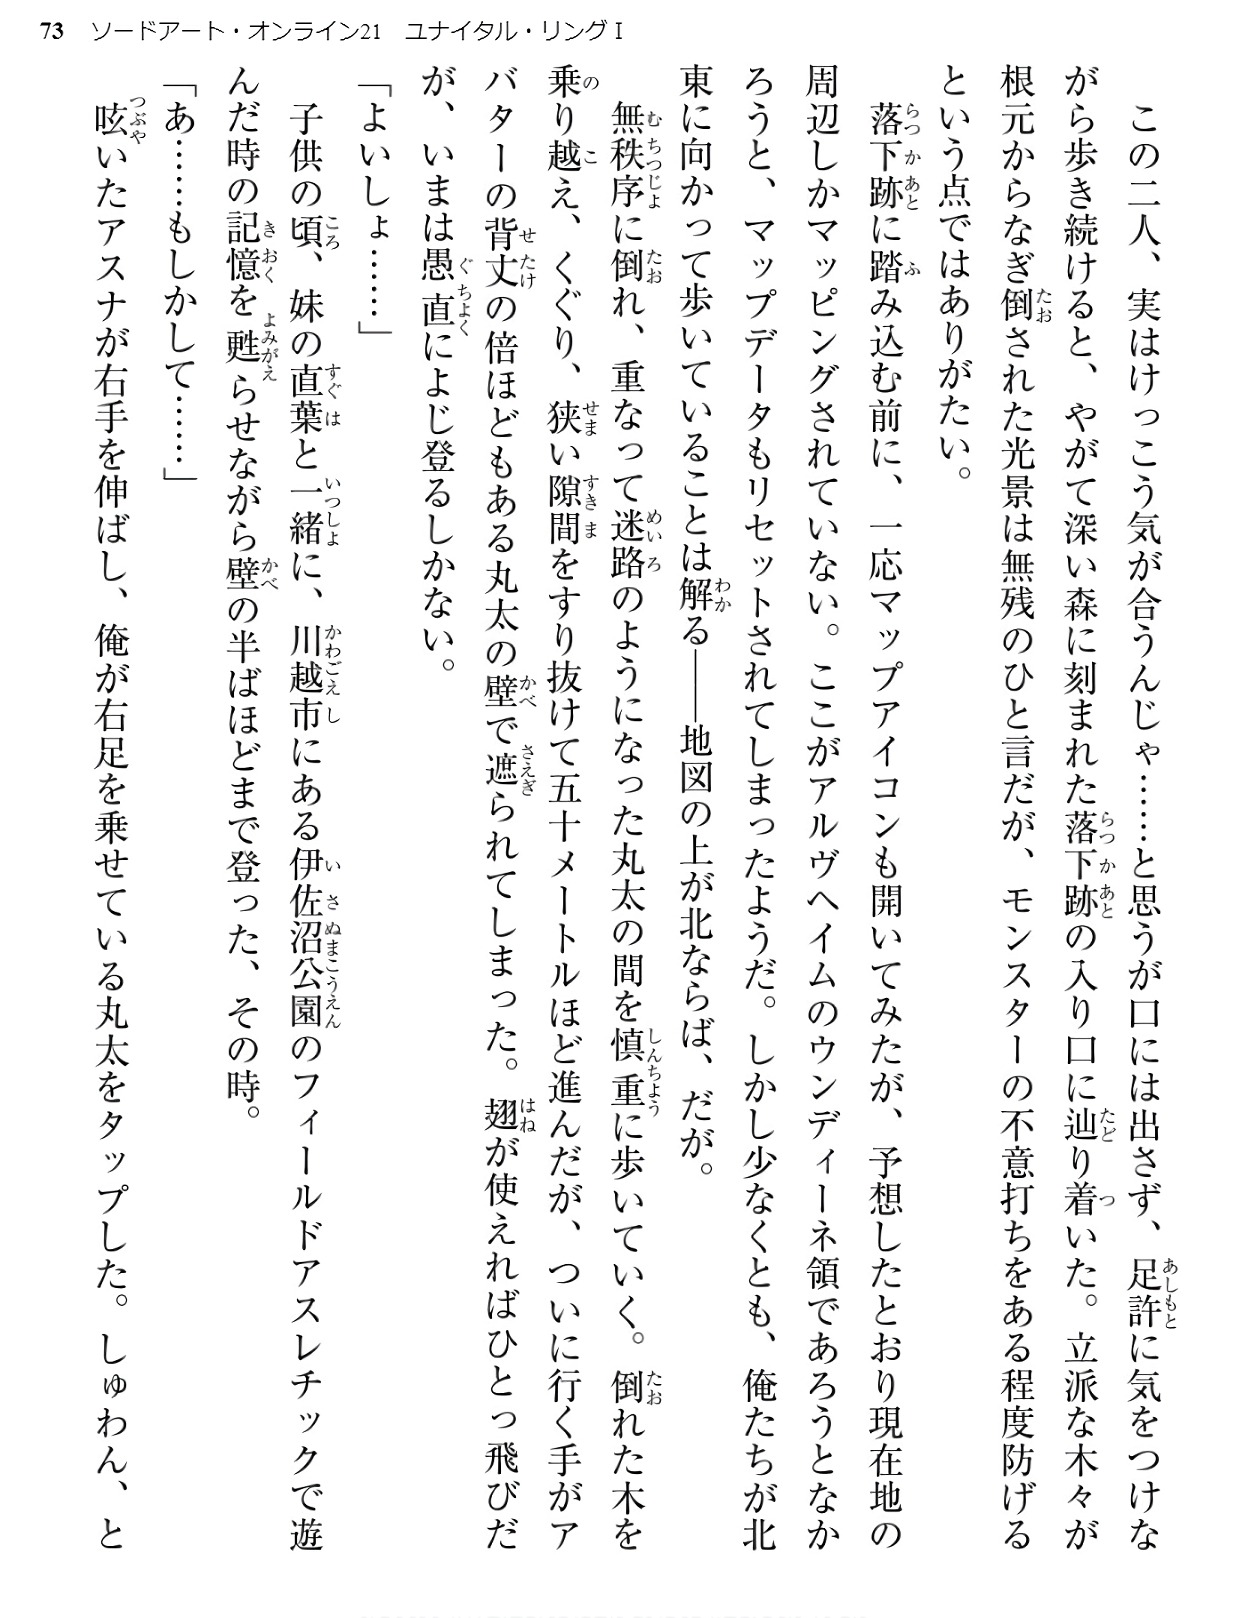 73 ソードアート・オンライン21 ユナイタル・リングⅠ
この二人、実はけっこう気が合うんじゃ……と思うが口には出さず、足許に気をつけな
がら歩き続けると、やがて深い森に刻まれた落下跡の入り口に辿り着いた。立派な木々が
根元からなぎ倒された光景は無残のひと言だが、モンスターの不意打ちをある程度防げる
という点ではありがたい。
落下跡に踏み込む前に、一応マップアイコンも開いてみたが、予想したとおり現在地の
周辺しかマッピングされていない。ここがアルヴヘイムのウンディーネ領であろうとなか
ろうと、マップデータもリセットされてしまったようだ。しかし少なくとも、俺たちが北
東に向かって歩いていることは解る――地図の上が北ならば、だが。
無秩序に倒れ、重なって迷路のようになった丸太の間を慎重に歩いていく。倒れた木を
乗り越え、くぐり、狭い隙間をすり抜けて五十メートルほど進んだが、ついに行く手がア
バターの背丈の倍ほどもある丸太の壁で遮られてしまった。翅が使えればひとっ飛びだ
が、いまは愚直によじ登るしかない。
「よいしょ……」
子供の頃、妹の直葉と一緒に、川越市にある伊佐沼公園のフィールドアスレチックで遊
んだ時の記憶を甦らせながら壁の半ばほどまで登った、その時。
「あ……もしかして……」
呟いたアスナが右手を伸ばし、俺が右足を乗せている丸太をタップした。しゅわん、と